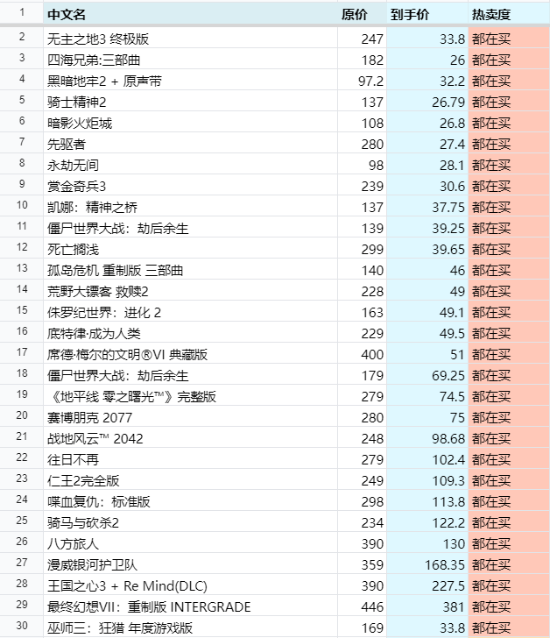 1 中文名 原价 到手价 热卖度
2 无主之地3 终极版 247 33.8 都在买
3 四海兄弟:三部曲 182 26 都在买
4 黑暗地牢2 + 原声带 97.2 32.2 都在买
5 骑士精神2 137 26.79 都在买
6 暗影火炬城 108 26.8 都在买
7 先驱者 280 27.4 都在买
8 永劫无间 98 28.1 都在买
9 赏金奇兵3 239 30.6 都在买
10 凯娜：精神之桥 137 37.75 都在买
11 僵尸世界大战：劫后余生 139 39.25 都在买
12 死亡搁浅 299 39.65 都在买
13 孤岛危机 重制版 三部曲 140 46 都在买
14 荒野大镖客 救赎2 228 49 都在买
15 侏罗纪世界：进化 2 163 49.1 都在买
16 底特律·成为人类 229 49.5 都在买
17 席德·梅尔的文明®VI 典藏版 400 51 都在买
18 僵尸世界大战：劫后余生 179 69.25 都在买
19 《地平线 零之曙光™》完整版 279 74.5 都在买
20 赛博朋克 2077 280 75 都在买
21 战地风云™ 2042 248 98.68 都在买
22 往日不再 279 102.4 都在买
23 仁王2完全版 249 109.3 都在买
24 喋血复仇：标准版 298 113.8 都在买
25 骑马与砍杀2 234 122.2 都在买
26 八方旅人 390 130 都在买
27 漫威银河护卫队 359 168.35 都在买
28 王国之心3 + Re Mind(DLC) 390 227.5 都在买
29 最终幻想VII：重制版 INTERGRADE 446 381 都在买
30 巫师三：狂猎 年度游戏版 169 33.8 都在买